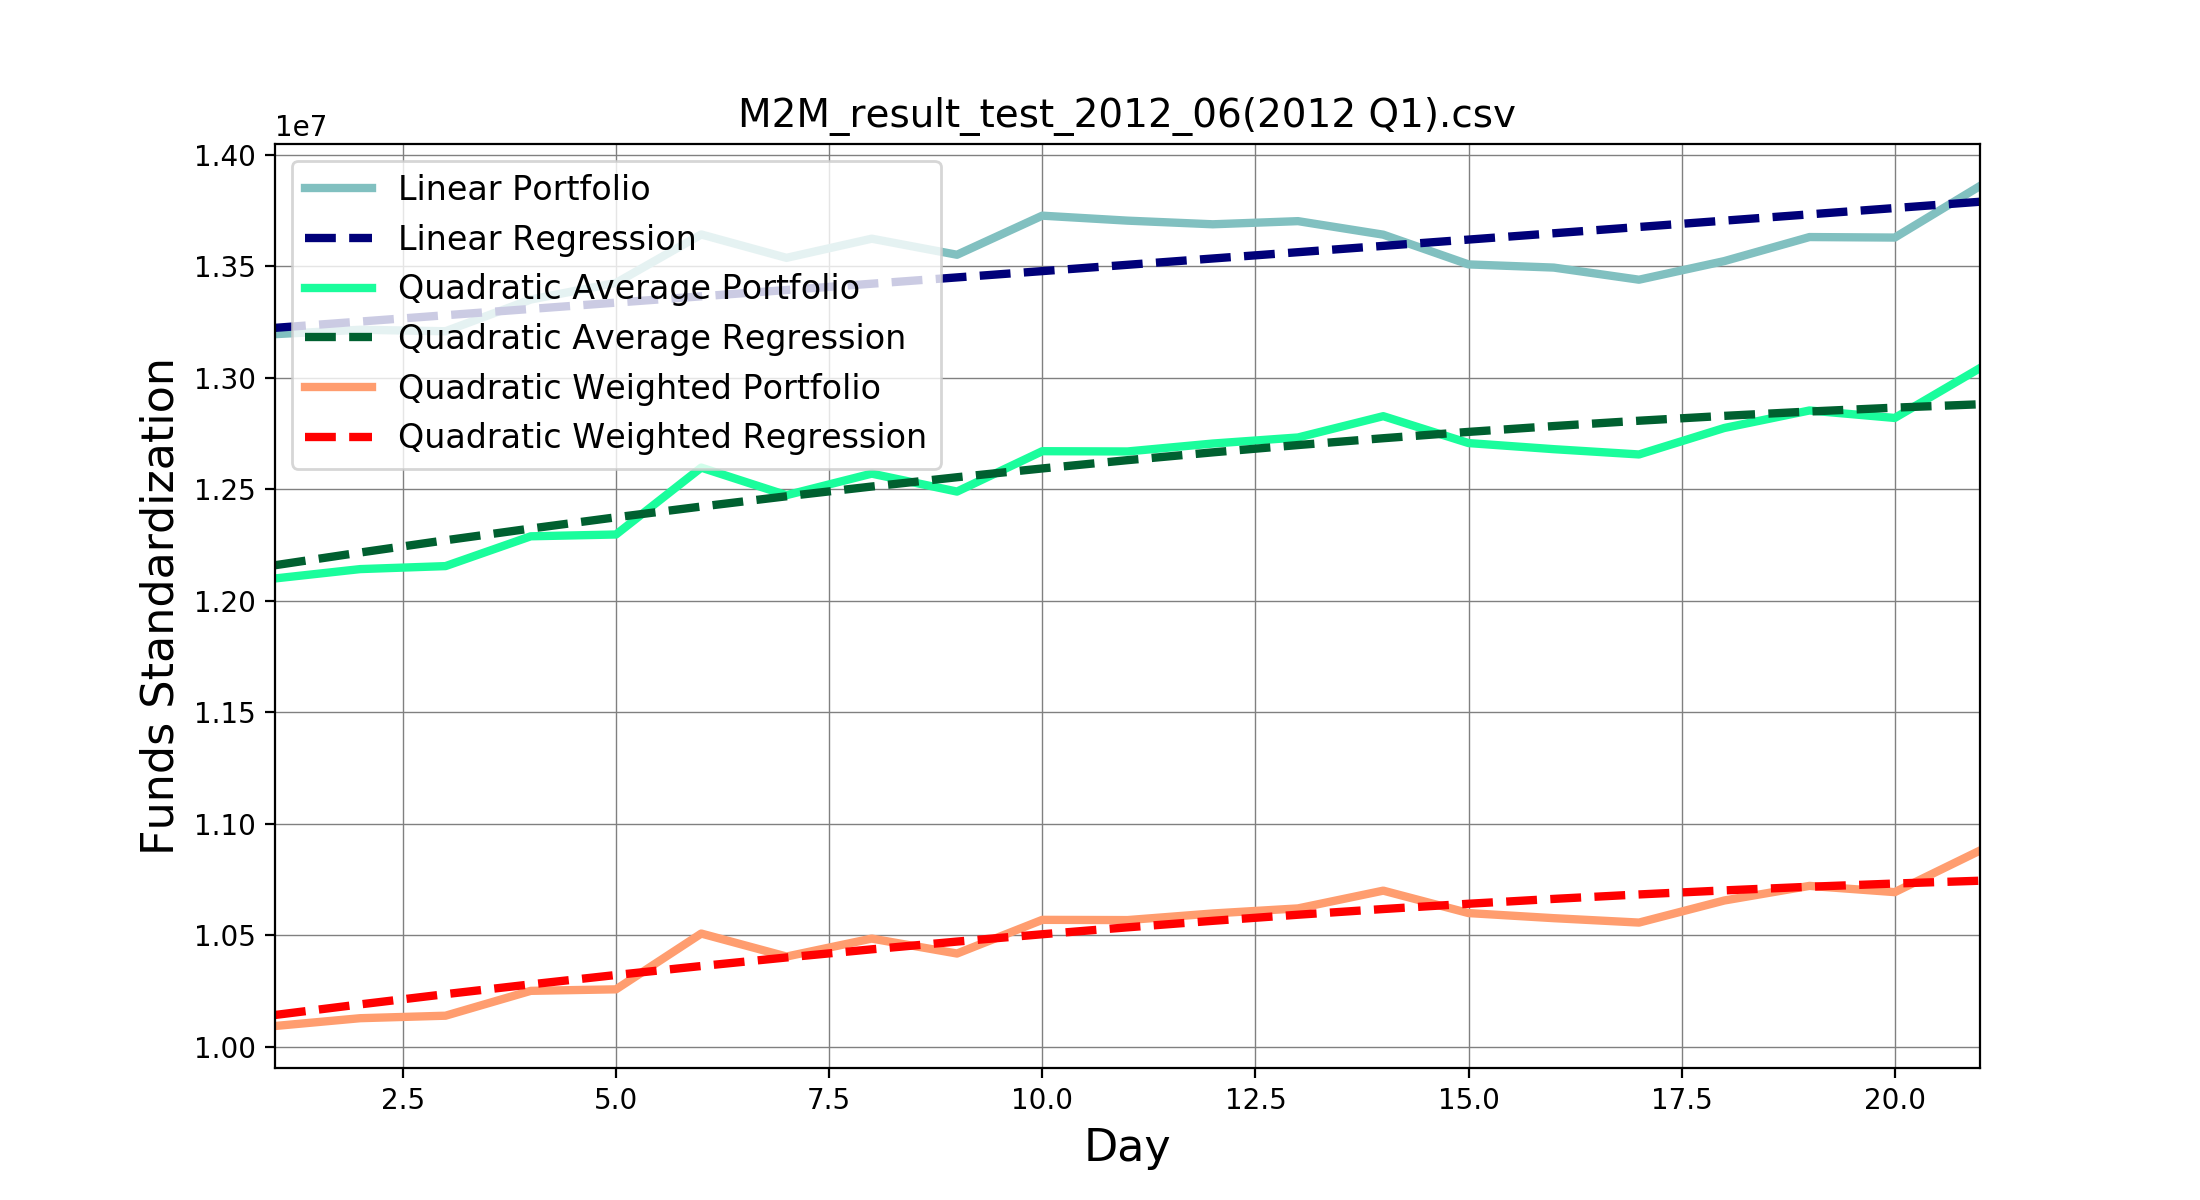 M2M_result_test_2012_06(2012 Q1).csv
1e7
1.40
1.35
1.30
1.25
1.20
1.15
1.10
1.05
1.00
Funds Standardization
Linear Portfolio
Linear Regression
Quadratic Average Portfolio
Quadratic Average Regression
Quadratic Weighted Portfolio
Quadratic Weighted Regression
2.5 5.0 7.5 10.0 12.5 15.0 17.5 20.0
Day